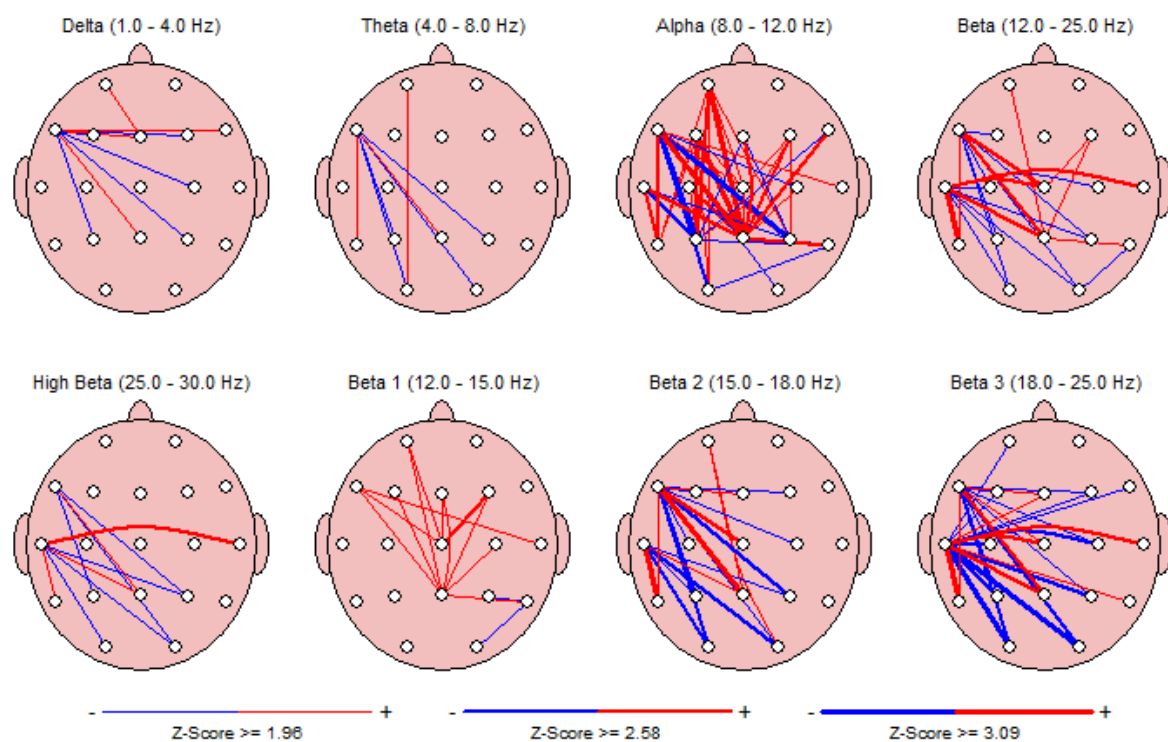 Delta (1.0 - 4.0 Hz) Theta (4.0 - 8.0 Hz) Alpha (8.0 - 12.0 Hz) Beta (12.0 - 25.0 Hz)
High Beta (25.0 - 30.0 Hz) Beta 1 (12.0 - 15.0 Hz) Beta 2 (15.0 - 18.0 Hz) Beta 3 (18.0 - 25.0 Hz)
- + - + - +
Z-Score >= 1.96 Z-Score >= 2.58 Z-Score >= 3.09